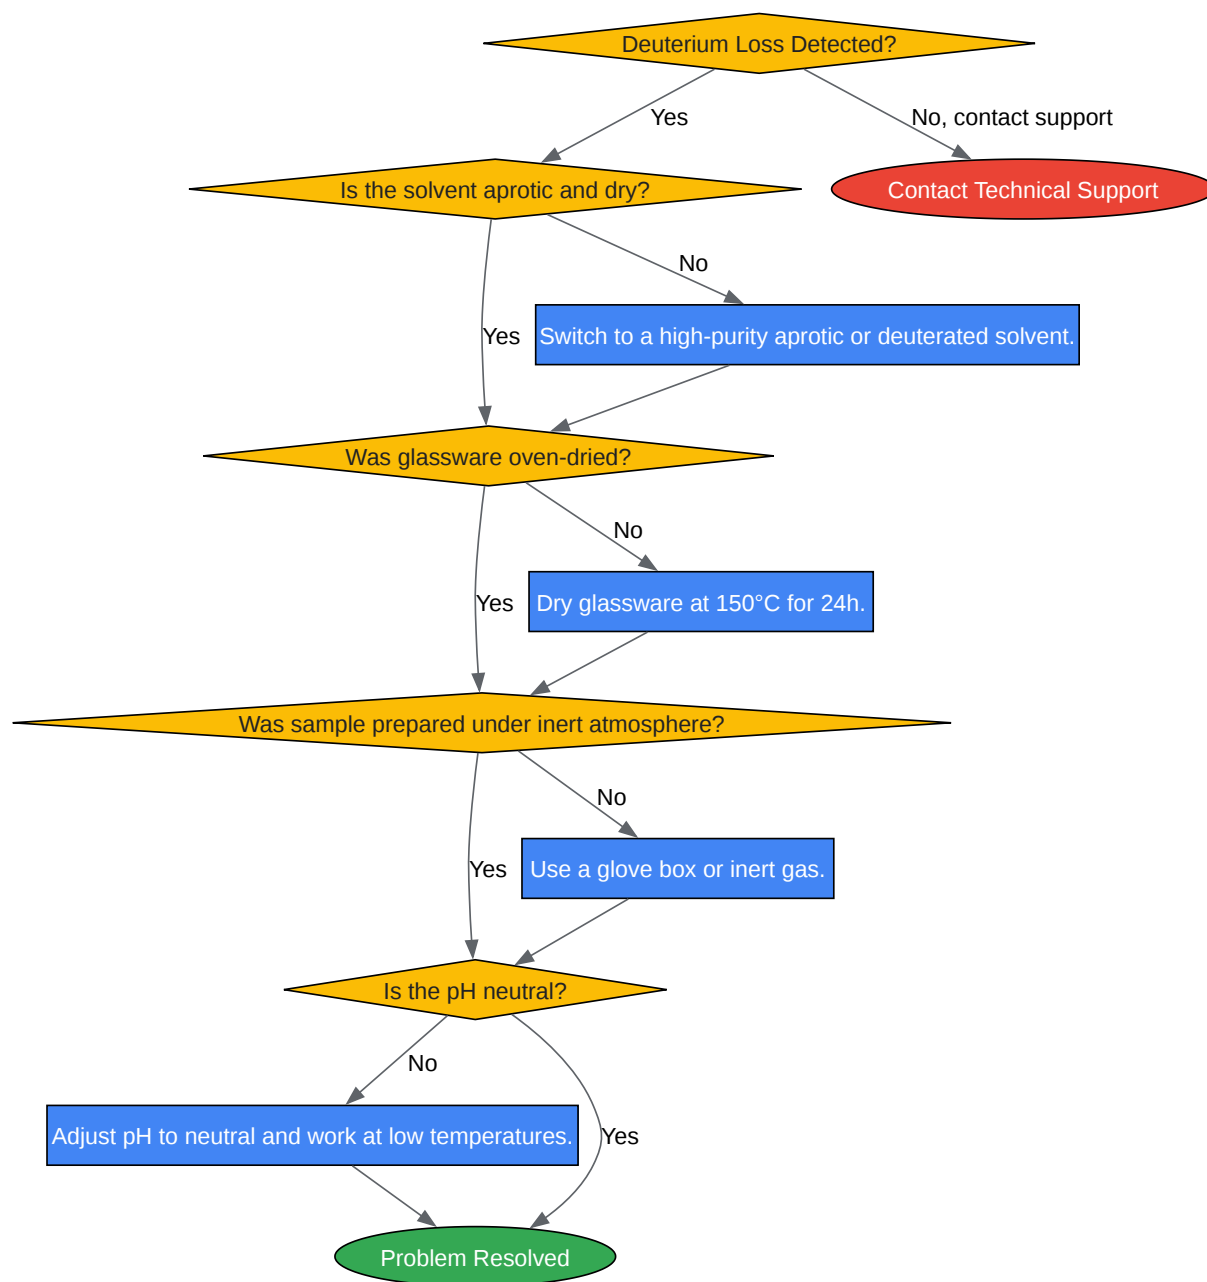 Deuterium Loss Detected?
Yes
No, contact support
Is the solvent aprotic and dry?
Contact Technical Support
No
Yes
Switch to a high-purity aprotic or deuterated solvent.
Was glassware oven-dried?
No
Yes
Dry glassware at 150°C for 24h.
Was sample prepared under inert atmosphere?
No
Yes
Use a glove box or inert gas.
Is the pH neutral?
No
Adjust pH to neutral and work at low temperatures.
Yes
Problem Resolved